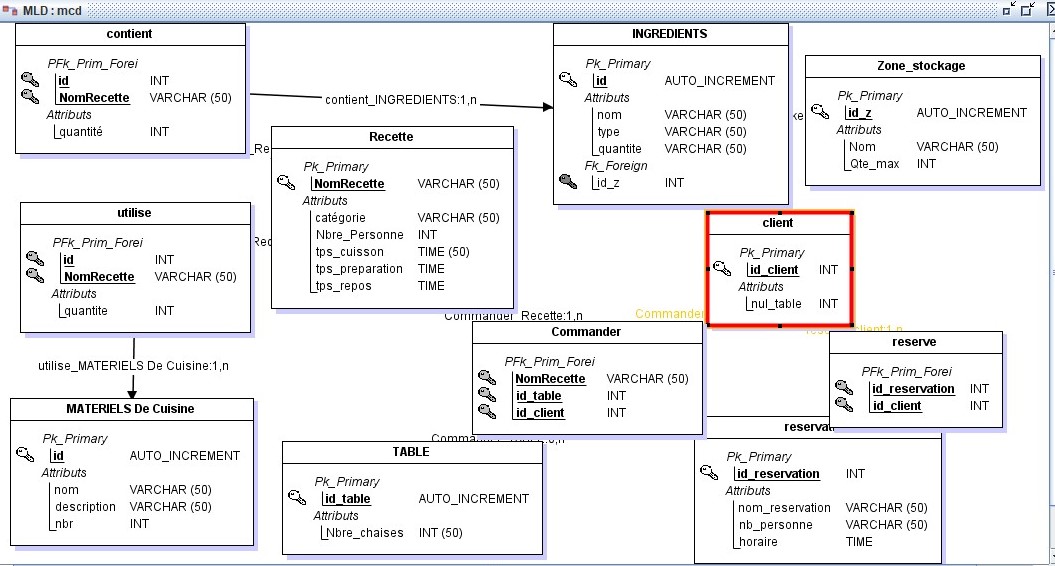 MLD : mcd
contient
PFk_Prim_Forei
id INT
NomRecette VARCHAR (50)
Attributs
quantité INT
contient_INGREDIENTS:1,n
INGREDIENTS
Pk_Primary
id AUTO_INCREMENT
Attributs
nom VARCHAR (50)
type VARCHAR (50)
quantite VARCHAR (50)
Fk_Foreign
id_z INT
Zone_stockage
Pk_Primary
id_z AUTO_INCREMENT
Attributs
Nom VARCHAR (50)
Qte_max INT
Recette
Pk_Primary
NomRecette VARCHAR (50)
Attributs
catégorie VARCHAR (50)
Nbre_Personne INT
tps_cuisson TIME (50)
tps_preparation TIME
tps_repos TIME
utilise
PFk_Prim_Forei
id INT
NomRecette VARCHAR (50)
Attributs
quantite INT
utilise_MATERIELS De Cuisine:1,n
client
Pk_Primary
id_client INT
Attributs
nul_table INT
Commander_Recette:1,n
Commander
Commander
PFk_Prim_Forei
NomRecette VARCHAR (50)
id_table INT
id_client INT
reserve
PFk_Prim_Forei
id_reservation INT
id_client INT
MATERIELS De Cuisine
Pk_Primary
id AUTO_INCREMENT
Attributs
nom VARCHAR (50)
description VARCHAR (50)
nbr INT
TABLE
Pk_Primary
id_table AUTO_INCREMENT
Attributs
Nbre_chaises INT (50)
reservat
Pk_Primary
id_reservation INT
Attributs
nom_reservation VARCHAR (50)
nb_personne VARCHAR (50)
horaire TIME